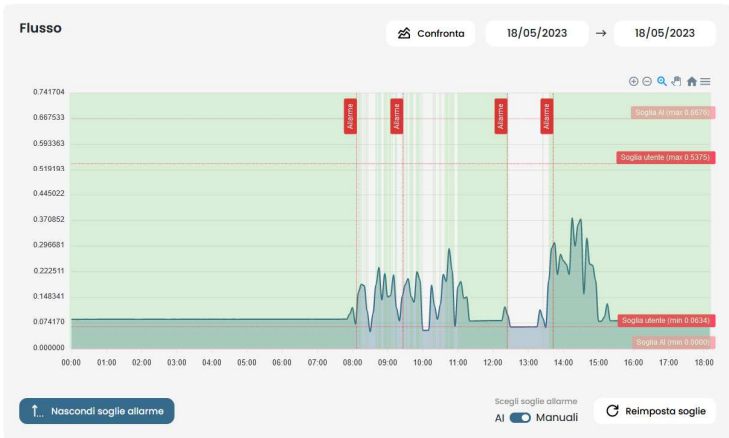 Flusso
Confronta
18/05/2023 → 18/05/2023
0.741704
0.667533
0.593363
0.519193
0.445022
0.370852
0.296681
0.222511
0.148341
0.074170
0.000000
Allarme
Allarme
Allarme
Allarme
Soglia AI (max 0.6676)
Soglia utente (max 0.5375)
Soglia utente (min 0.0634)
Soglia AI (min 0.0000)
00:00 01:00 02:00 03:00 04:00 05:00 06:00 07:00 08:00 09:00 10:00 11:00 12:00 13:00 14:00 15:00 16:00 17:00 18:00
Nascondi soglie allarme
Scegli soglie allarme
AI Manuali
Reimposta soglie